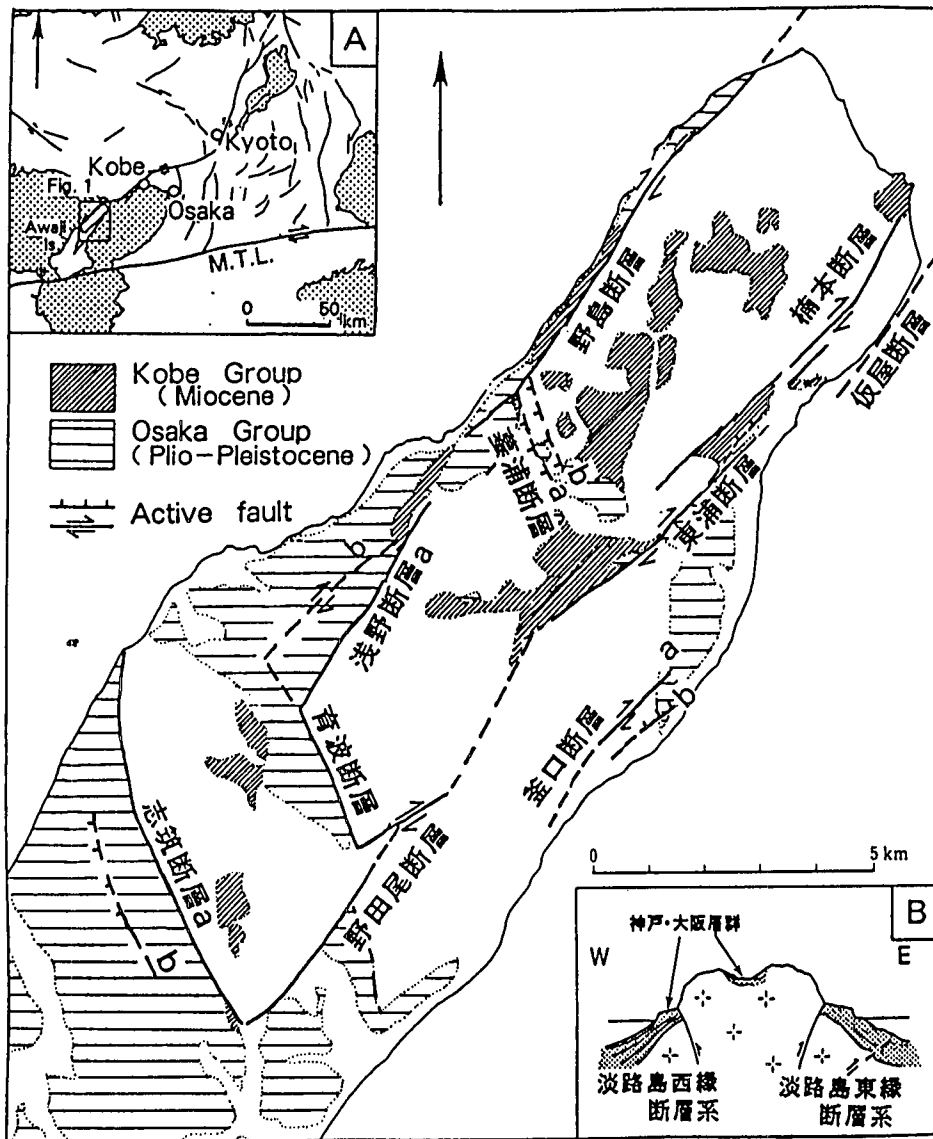 A
Kyoto
Kobe
Fig. 1
Osaka
Awaji
Is.
M.T.L.
0 50
km
Kobe Group
(Miocene)
Osaka Group
(Plio-Pleistocene)
Active fault
野島断層
楠本断層
仮屋断層
蟇浦断層
a
b
東浦断層
b
浅野断層a
育波断層
釜口断層
a
b
志筑断層a
b
野田尾断層
0 5 km
B
神戸・大阪層群
W E
淡路島西縁
断層系
淡路島東縁
断層系